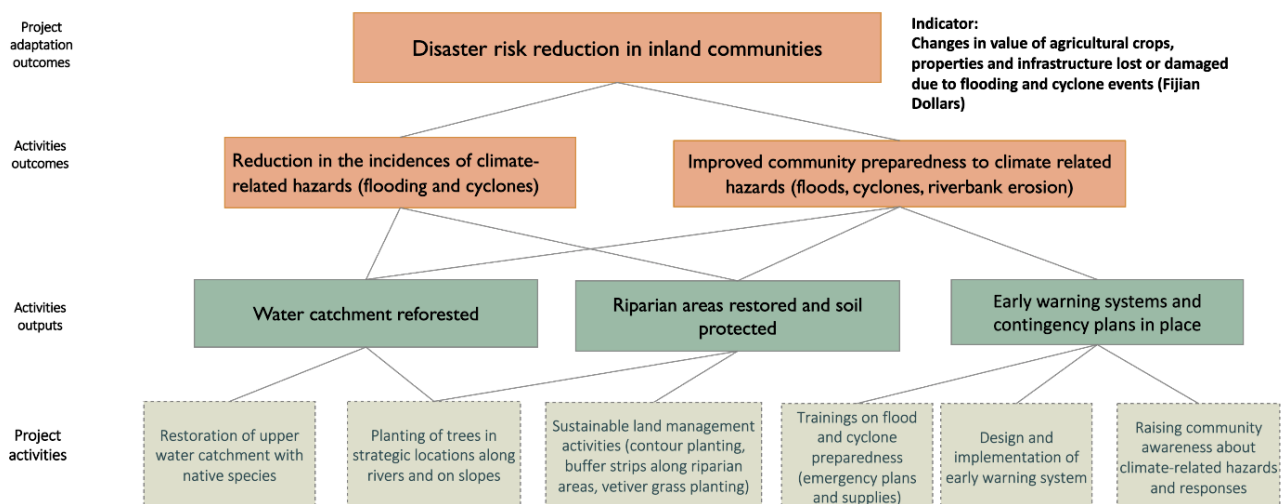 Project
adaptation
outcomes
Disaster risk reduction in inland communities
Indicator:
Changes in value of agricultural crops,
properties and infrastructure lost or damaged
due to flooding and cyclone events (Fijian
Dollars)
Activities
outcomes
Reduction in the incidences of climate-
related hazards (flooding and cyclones)
Improved community preparedness to climate related
hazards (floods, cyclones, riverbank erosion)
Activities
outputs
Water catchment reforested
Riparian areas restored and soil
protected
Early warning systems and
contingency plans in place
Project
activities
Restoration of upper
water catchment with
native species
Planting of trees in
strategic locations along
rivers and on slopes
Sustainable land management
activities (contour planting,
buffer strips along riparian
areas, vetiver grass planting)
Trainings on flood
and cyclone
preparedness
(emergency plans
and supplies)
Design and
implementation of
early warning system
Raising community
awareness about
climate-related hazards
and responses